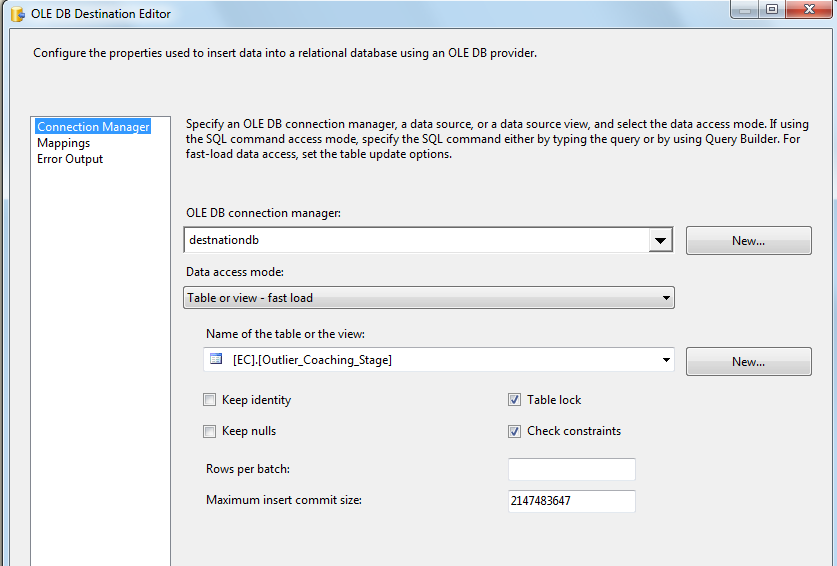 OLE DB Destination Editor
Configure the properties used to insert data into a relational database using an OLE DB provider.
Connection Manager
Mappings
Error Output
Specify an OLE DB connection manager, a data source, or a data source view, and select the data access mode. If using
the SQL command access mode, specify the SQL command either by typing the query or by using Query Builder. For
fast-load data access, set the table update options.
OLE DB connection manager:
destnationdb
New...
Data access mode:
Table or view - fast load
Name of the table or the view:
[EC].[Outlier_Coaching_Stage]
New...
Keep identity
Table lock
Keep nulls
Check constraints
Rows per batch:
Maximum insert commit size:
2147483647